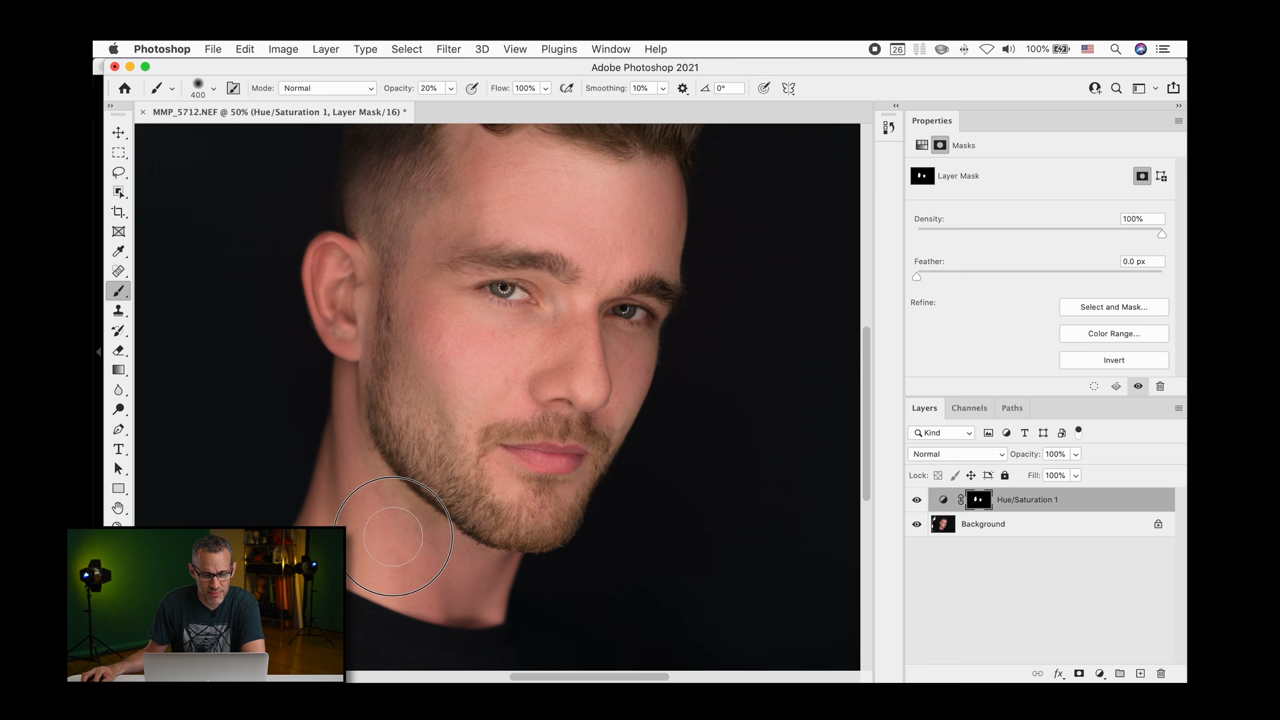 Photoshop File Edit Image Layer Type Select Filter 3D View Plugins Window Help 26 100%
Adobe Photoshop 2021
400 Mode: Normal Opacity: 20% Flow: 100% Smoothing: 10% 0°
MMP_5712.NEF @ 50% (Hue/Saturation 1, Layer Mask/16) *
Properties
Masks
Layer Mask
Density: 100%
Feather: 0.0 px
Refine: Select and Mask...
Color Range...
Invert
Layers Channels Paths
Kind
Normal Opacity: 100%
Lock: Fill: 100%
Hue/Saturation 1
Background
fx